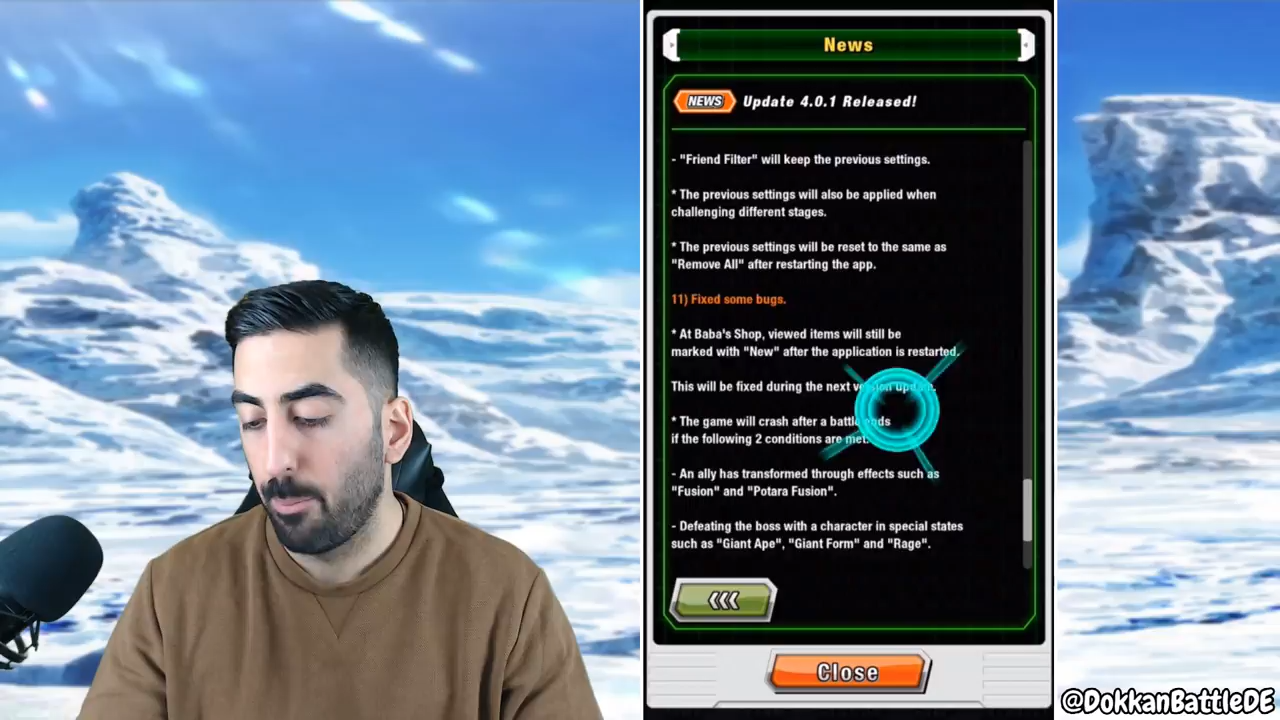 News
NEWS Update 4.0.1 Released!
- "Friend Filter" will keep the previous settings.
* The previous settings will also be applied when
challenging different stages.
* The previous settings will be reset to the same as
"Remove All" after restarting the app.
11) Fixed some bugs.
* At Baba's Shop, viewed items will still be
marked with "New" after the application is restarted.
This will be fixed during the next version
* The game will crash after a battle ends
if the following 2 conditions are met.
- An ally has transformed through effects such as
"Fusion" and "Potara Fusion".
- Defeating the boss with a character in special states
such as "Giant Ape", "Giant Form" and "Rage".
Close
@DokkanBattleDE